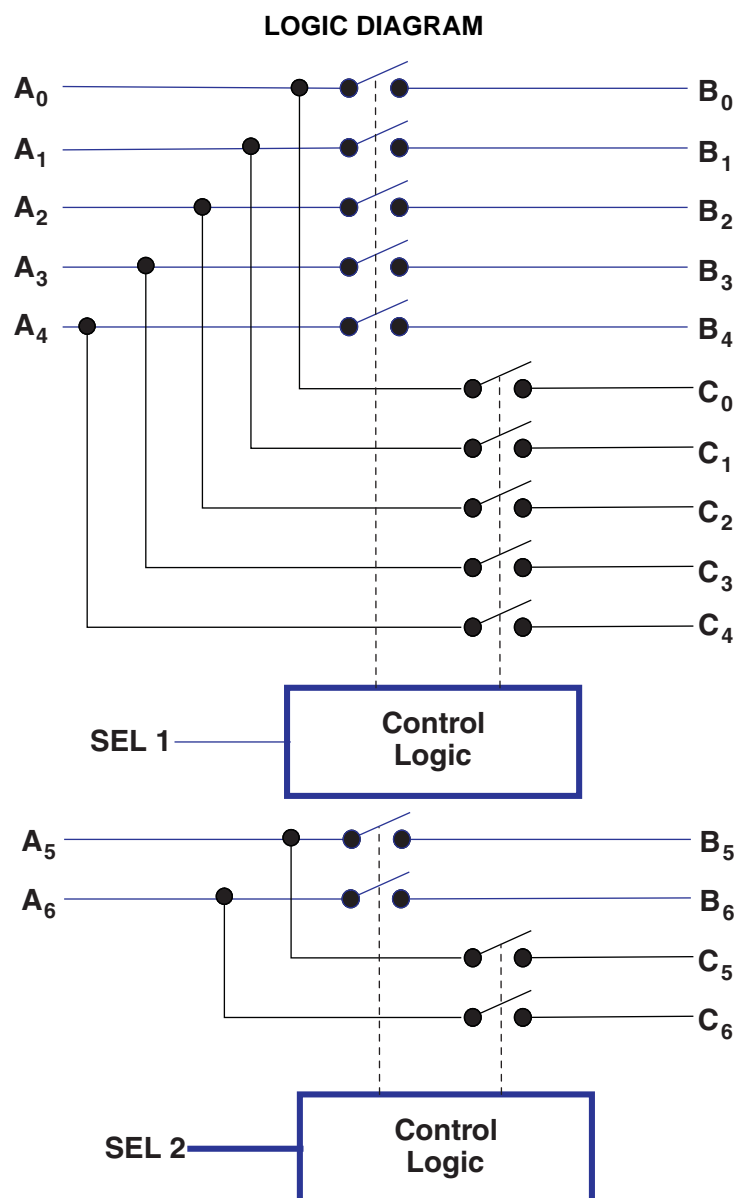 LOGIC DIAGRAM
A0 B0
A1 B1
A2 B2
A3 B3
A4 B4
C0
C1
C2
C3
C4
SEL 1
Control
Logic
A5 B5
A6 B6
C5
C6
SEL 2
Control
Logic